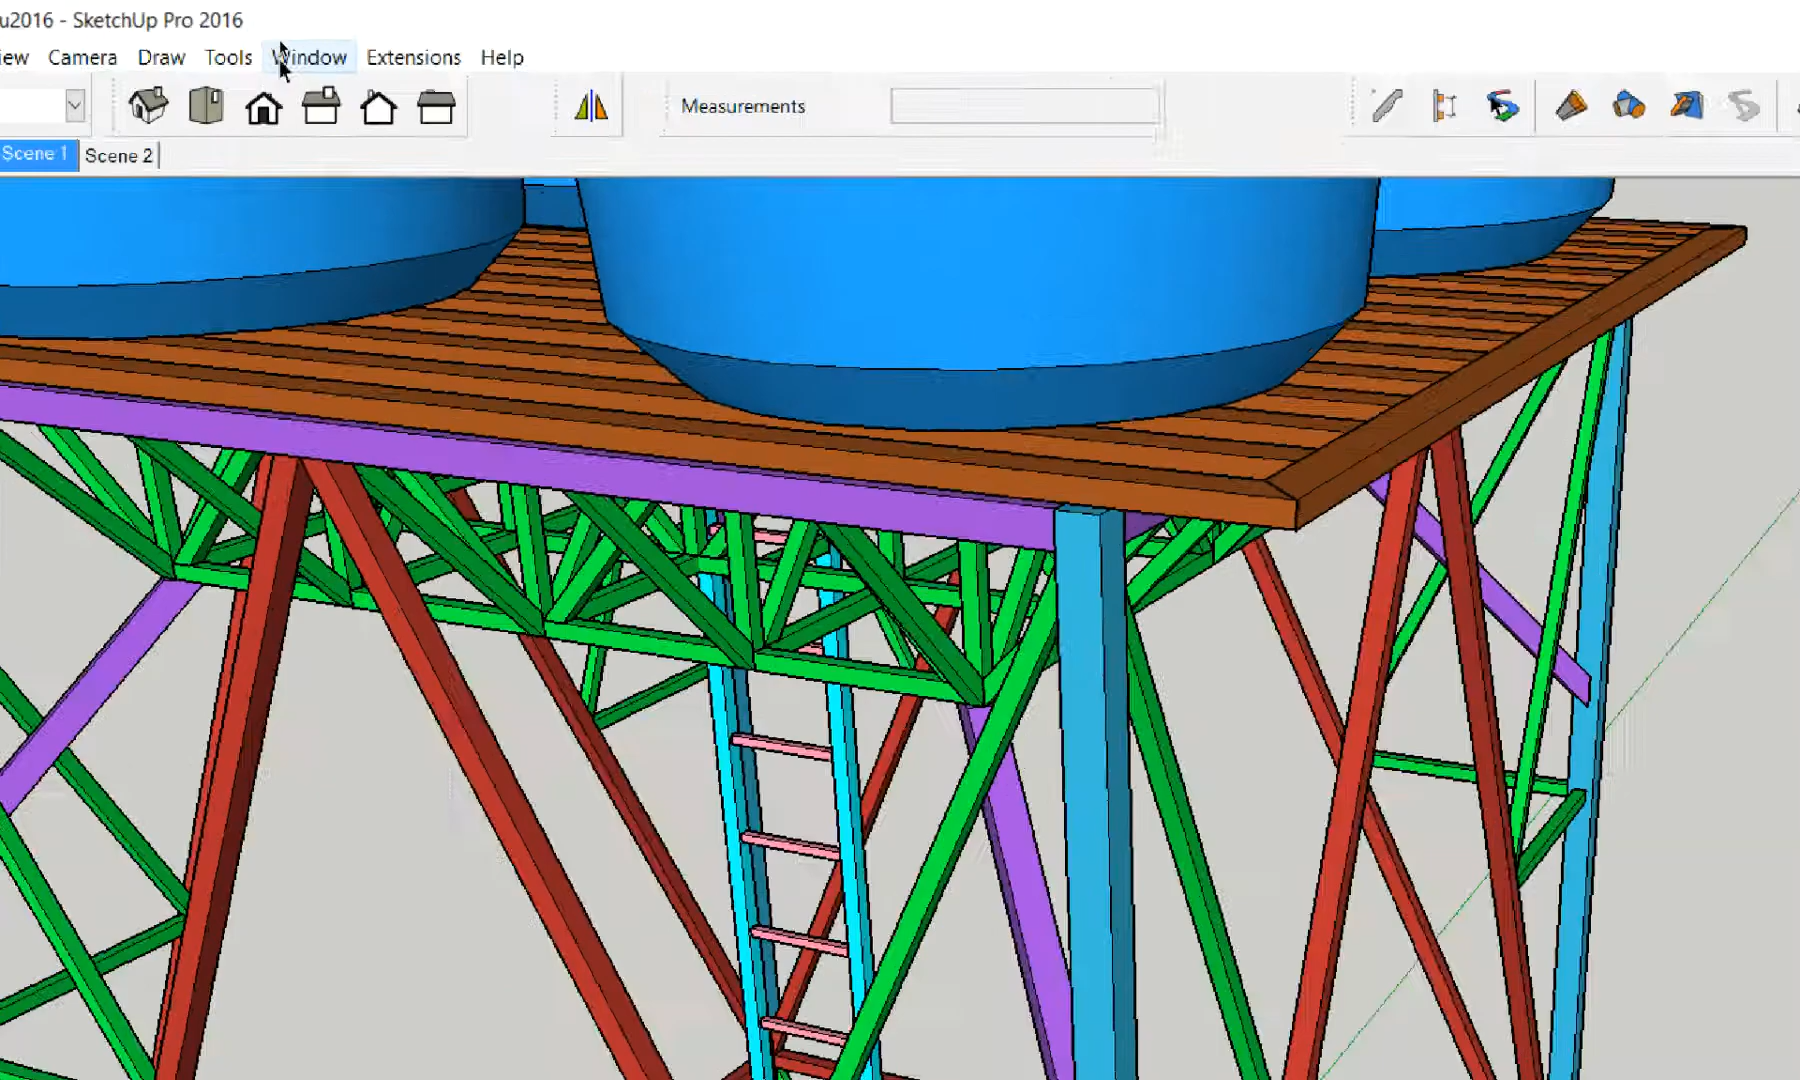 u2016 - SketchUp Pro 2016
iew Camera Draw Tools Window Extensions Help
Measurements
Scene 1 Scene 2